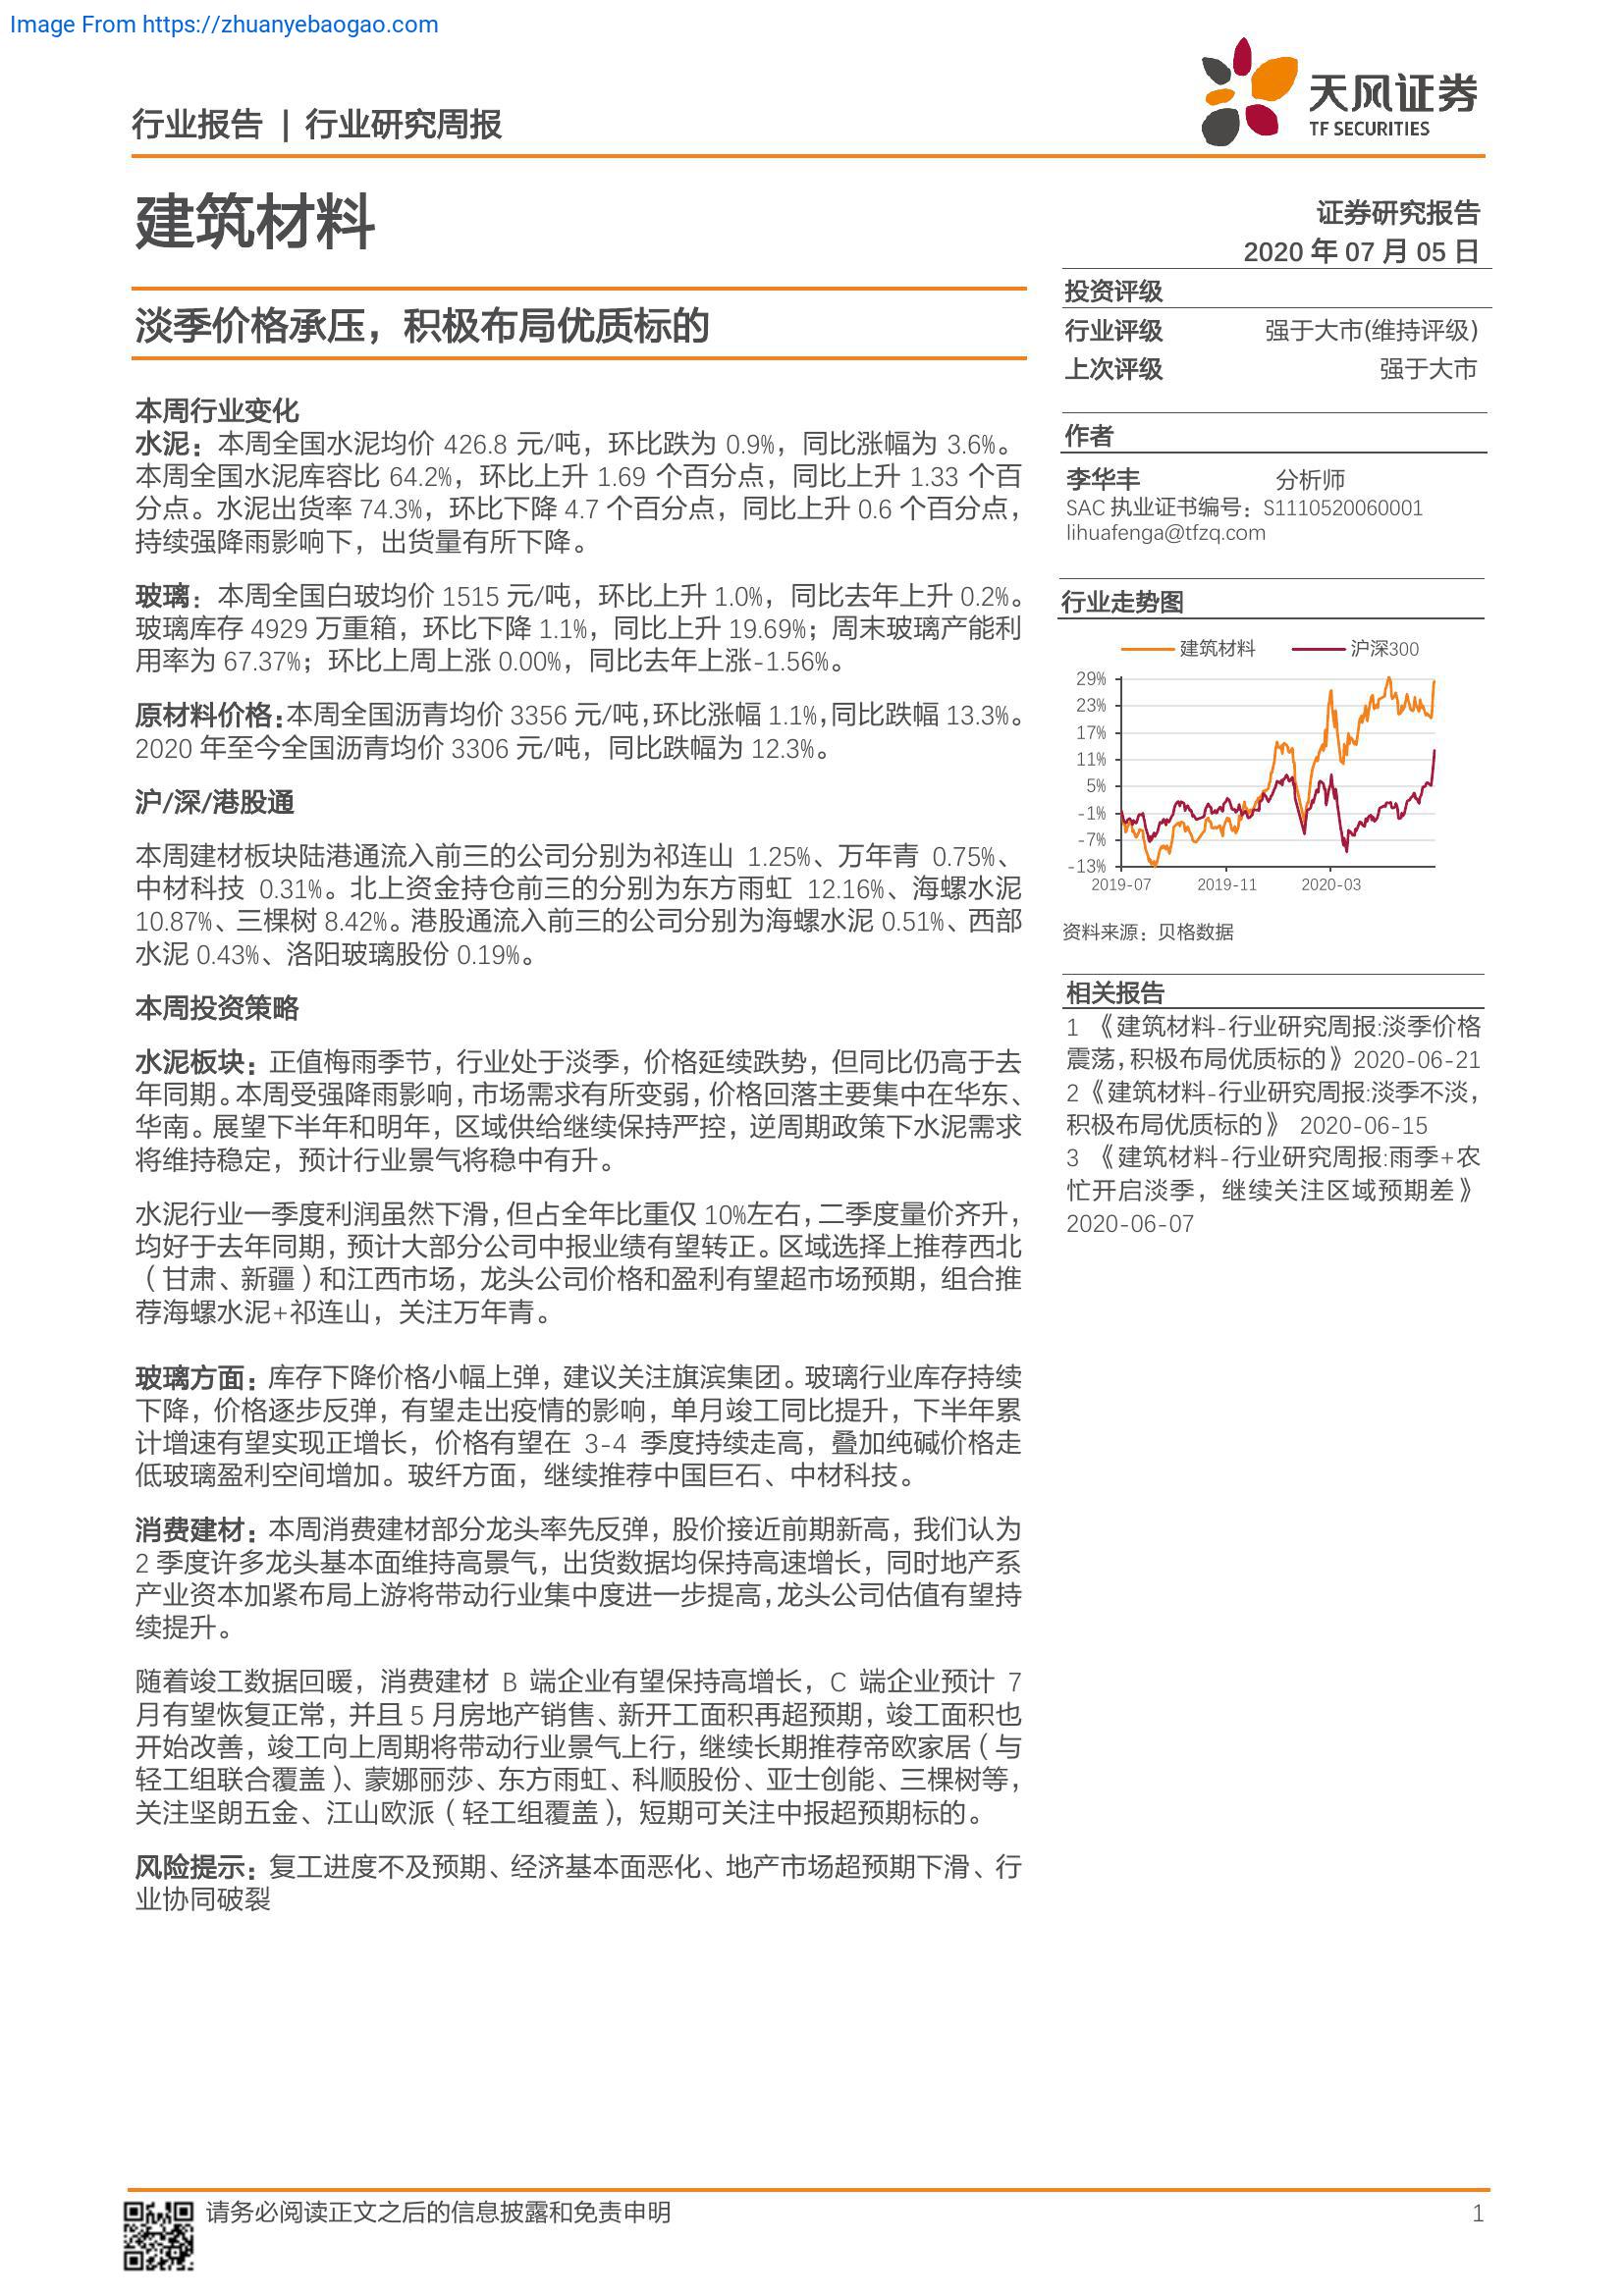 Image From https://zhuanyebaogao.com
行业报告 | 行业研究周报
天风证券
TF SECURITIES
建筑材料
淡季价格承压，积极布局优质标的
本周行业变化
水泥：本周全国水泥均价 426.8 元/吨，环比跌为 0.9%，同比涨幅为 3.6%。
本周全国水泥库容比 64.2%，环比上升 1.69 个百分点，同比上升 1.33 个百
分点。水泥出货率 74.3%，环比下降 4.7 个百分点，同比上升 0.6 个百分点，
持续强降雨影响下，出货量有所下降。
玻璃：本周全国白玻均价 1515 元/吨，环比上升 1.0%，同比去年上升 0.2%。
玻璃库存 4929 万重箱，环比下降 1.1%，同比上升 19.69%；周末玻璃产能利
用率为 67.37%；环比上周上涨 0.00%，同比去年上涨-1.56%。
原材料价格：本周全国沥青均价 3356 元/吨，环比涨幅 1.1%，同比跌幅 13.3%。
2020 年至今全国沥青均价 3306 元/吨，同比跌幅为 12.3%。
沪/深/港股通
本周建材板块陆港通流入前三的公司分别为祁连山 1.25%、万年青 0.75%、
中材科技 0.31%。北上资金持仓前三的分别为东方雨虹 12.16%、海螺水泥
10.87%、三棵树 8.42%。港股通流入前三的公司分别为海螺水泥 0.51%、西部
水泥 0.43%、洛阳玻璃股份 0.19%。
本周投资策略
水泥板块：正值梅雨季节，行业处于淡季，价格延续跌势，但同比仍高于去
年同期。本周受强降雨影响，市场需求有所变弱，价格回落主要集中在华东、
华南。展望下半年和明年，区域供给继续保持严控，逆周期政策下水泥需求
将维持稳定，预计行业景气将稳中有升。
水泥行业一季度利润虽然下滑，但占全年比重仅 10%左右，二季度量价齐升，
均好于去年同期，预计大部分公司中报业绩有望转正。区域选择上推荐西北
（甘肃、新疆）和江西市场，龙头公司价格和盈利有望超市场预期，组合推
荐海螺水泥+祁连山，关注万年青。
玻璃方面：库存下降价格小幅上弹，建议关注旗滨集团。玻璃行业库存持续
下降，价格逐步反弹，有望走出疫情的影响，单月竣工同比提升，下半年累
计增速有望实现正增长，价格有望在 3-4 季度持续走高，叠加纯碱价格走
低玻璃盈利空间增加。玻纤方面，继续推荐中国巨石、中材科技。
消费建材：本周消费建材部分龙头率先反弹，股价接近前期新高，我们认为
2 季度许多龙头基本面维持高景气，出货数据均保持高速增长，同时地产系
产业资本加紧布局上游将带动行业集中度进一步提高，龙头公司估值有望持
续提升。
随着竣工数据回暖，消费建材 B 端企业有望保持高增长，C 端企业预计 7
月有望恢复正常，并且 5 月房地产销售、新开工面积再超预期，竣工面积也
开始改善，竣工向上周期将带动行业景气上行，继续长期推荐帝欧家居（与
轻工组联合覆盖）、蒙娜丽莎、东方雨虹、科顺股份、亚士创能、三棵树等，
关注坚朗五金、江山欧派（轻工组覆盖），短期可关注中报超预期标的。
风险提示：复工进度不及预期、经济基本面恶化、地产市场超预期下滑、行
业协同破裂
证券研究报告
2020 年 07 月 05 日
投资评级
行业评级 强于大市(维持评级)
上次评级 强于大市
作者
李华丰 分析师
SAC 执业证书编号：S1110520060001
lihuafenga@tfzq.com
行业走势图
建筑材料 沪深300
29%
23%
17%
11%
5%
-1%
-7%
-13%
2019-07 2019-11 2020-03
资料来源：贝格数据
相关报告
1 《建筑材料-行业研究周报:淡季价格
震荡，积极布局优质标的》2020-06-21
2《建筑材料-行业研究周报:淡季不淡，
积极布局优质标的》 2020-06-15
3 《建筑材料-行业研究周报:雨季+农
忙开启淡季，继续关注区域预期差》
2020-06-07
请务必阅读正文之后的信息披露和免责申明
1